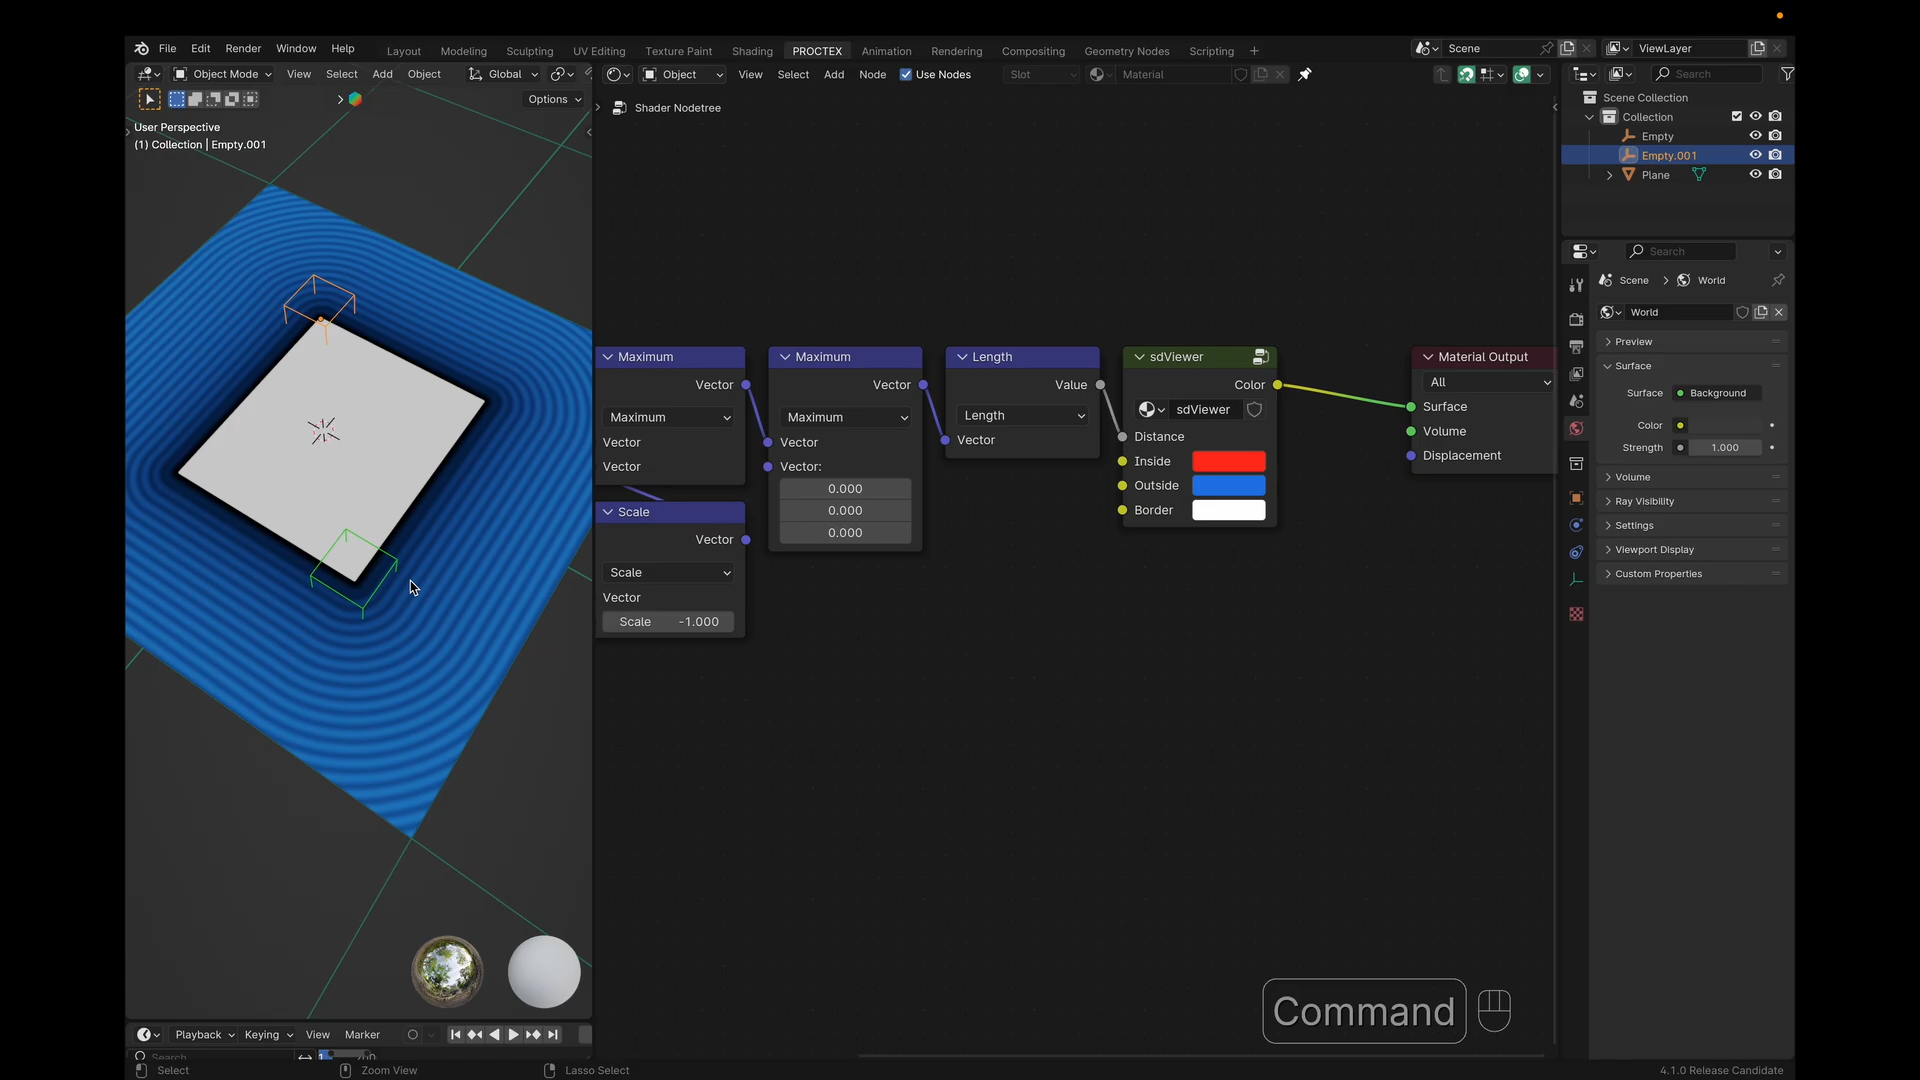 File Edit Render Window Help
Layout Modeling Sculpting UV Editing Texture Paint Shading PROCTEX Animation Rendering Compositing Geometry Nodes Scripting +
Scene
ViewLayer
Object Mode View Select Add Object Global
Object View Select Add Node Use Nodes Slot Material
Search
Options
User Perspective
(1) Collection | Empty.001
Shader Nodetree
Scene Collection
Collection
Empty
Empty.001
Plane
Search
Scene > World
World
Preview
Surface
Surface Background
Color
Strength 1.000
Volume
Ray Visibility
Settings
Viewport Display
Custom Properties
Maximum
Vector
Maximum
Vector
Vector
Scale
Vector
Scale
Vector
Scale -1.000
Maximum
Vector
Maximum
Vector
Vector:
0.000
0.000
0.000
Length
Value
Length
Vector
sdViewer
Color
sdViewer
Distance
Inside
Outside
Border
Material Output
All
Surface
Volume
Displacement
Command
Playback Keying View Marker
Search
Select Zoom View Lasso Select
4.1.0 Release Candidate